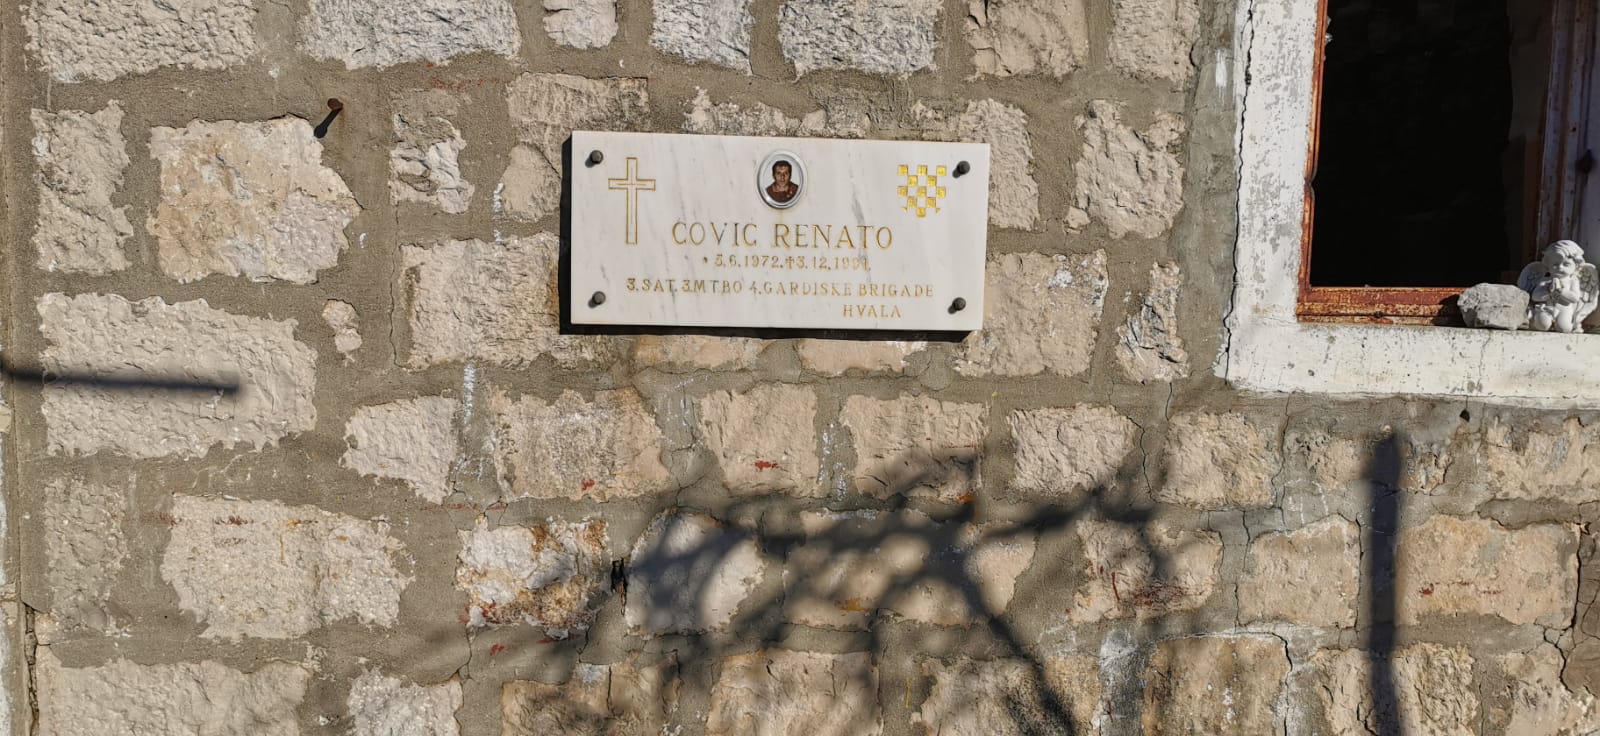 COVIC RENATO
* 5.6.1972. ✝ 3.12.1991.
3.SAT. 3.MTBO 4.GARDISKE BRIGADE
HVALA